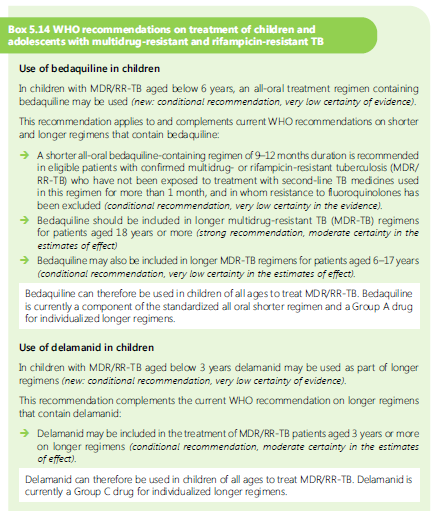 Box 5.14 WHO recommendations on treatment of children and
adolescents with multidrug-resistant and rifampicin-resistant TB
Use of bedaquiline in children
In children with MDR/RR-TB aged below 6 years, an all-oral treatment regimen containing
bedaquiline may be used (new: conditional recommendation, very low certainty of evidence).
This recommendation applies to and complements current WHO recommendations on shorter
and longer regimens that contain bedaquiline:
→ A shorter all-oral bedaquiline-containing regimen of 9–12 months duration is recommended
in eligible patients with confirmed multidrug- or rifampicin-resistant tuberculosis (MDR/
RR-TB) who have not been exposed to treatment with second-line TB medicines used
in this regimen for more than 1 month, and in whom resistance to fluoroquinolones has
been excluded (conditional recommendation, very low certainty in the evidence).
→ Bedaquiline should be included in longer multidrug-resistant TB (MDR-TB) regimens
for patients aged 18 years or more (strong recommendation, moderate certainty in the
estimates of effect)
→ Bedaquiline may also be included in longer MDR-TB regimens for patients aged 6–17 years
(conditional recommendation, very low certainty in the estimates of effect).
Bedaquiline can therefore be used in children of all ages to treat MDR/RR-TB. Bedaquiline
is currently a component of the standardized all oral shorter regimen and a Group A drug
for individualized longer regimens.
Use of delamanid in children
In children with MDR/RR-TB aged below 3 years delamanid may be used as part of longer
regimens (new: conditional recommendation, very low certainty of evidence).
This recommendation complements the current WHO recommendation on longer regimens
that contain delamanid:
→ Delamanid may be included in the treatment of MDR/RR-TB patients aged 3 years or more
on longer regimens (conditional recommendation, moderate certainty in the estimates
of effect).
Delamanid can therefore be used in children of all ages to treat MDR/RR-TB. Delamanid is
currently a Group C drug for individualized longer regimens.